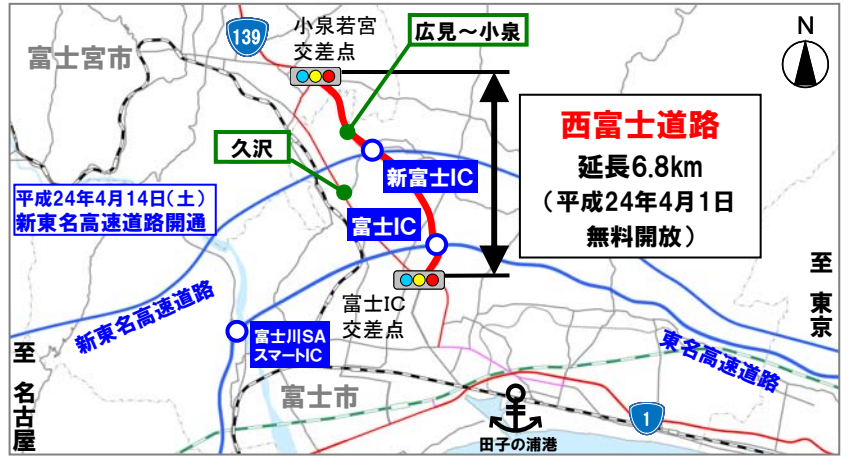 139
小泉若宮
交差点
広見～小泉
N
富士宮市
久沢
新富士IC
西富士道路
延長6.8km
（平成24年4月1日
無料開放）
平成24年4月14日(土)
新東名高速道路開通
富士IC
至 東京
新東名高速道路
富士IC
交差点
富士川SA
スマートIC
東名高速道路
至 名古屋
富士市
田子の浦港
1